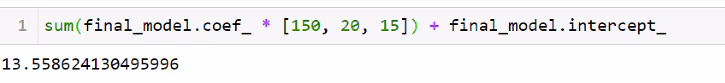 1 sum(final_model.coef_ * [150, 20, 15]) + final_model.intercept_
13.558624130495996